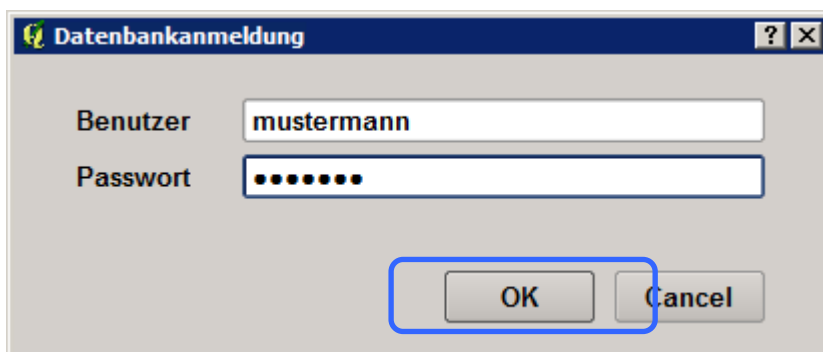 Datenbankanmeldung
Benutzer mustermann
Passwort •••••••
OK Cancel